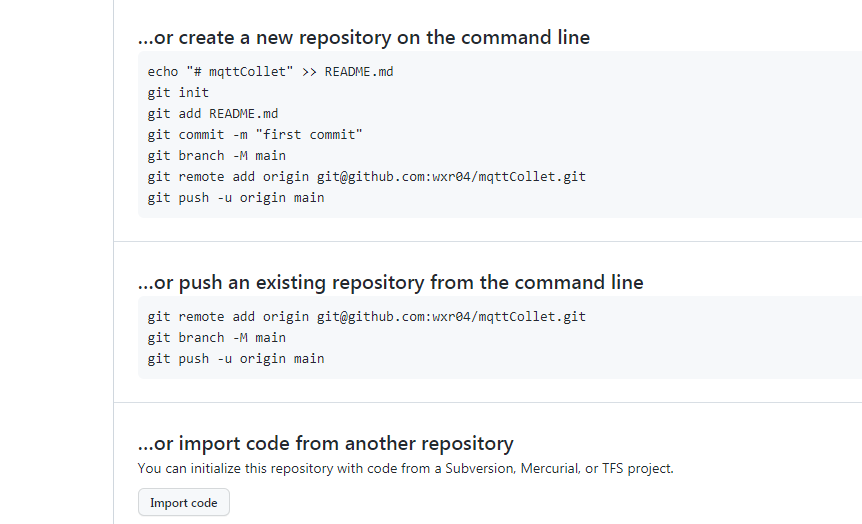 ...or create a new repository on the command line
echo "# mqttCollet" >> README.md
git init
git add README.md
git commit -m "first commit"
git branch -M main
git remote add origin git@github.com:wxr04/mqttCollet.git
git push -u origin main
...or push an existing repository from the command line
git remote add origin git@github.com:wxr04/mqttCollet.git
git branch -M main
git push -u origin main
...or import code from another repository
You can initialize this repository with code from a Subversion, Mercurial, or TFS project.
Import code